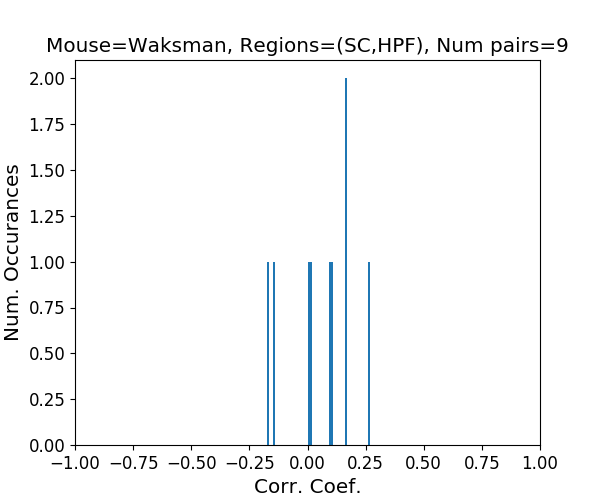 Mouse=Waksman, Regions=(SC,HPF), Num pairs=9
2.00
1.75
1.50
1.25
1.00
0.75
0.50
0.25
0.00
Num. Occurances
−1.00 −0.75 −0.50 −0.25 0.00 0.25 0.50 0.75 1.00
Corr. Coef.